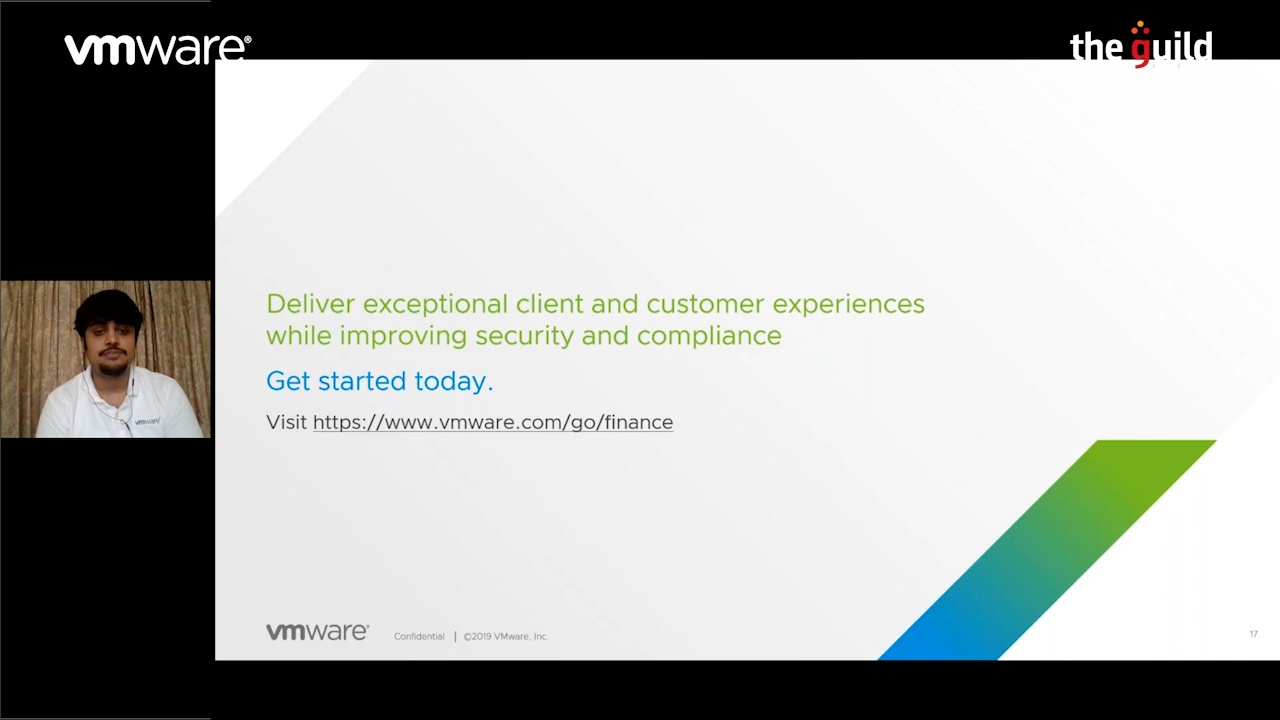 vmware®
the guild
Deliver exceptional client and customer experiences
while improving security and compliance
Get started today.
Visit https://www.vmware.com/go/finance
vmware
vmware® Confidential | ©2019 VMware, Inc.
17